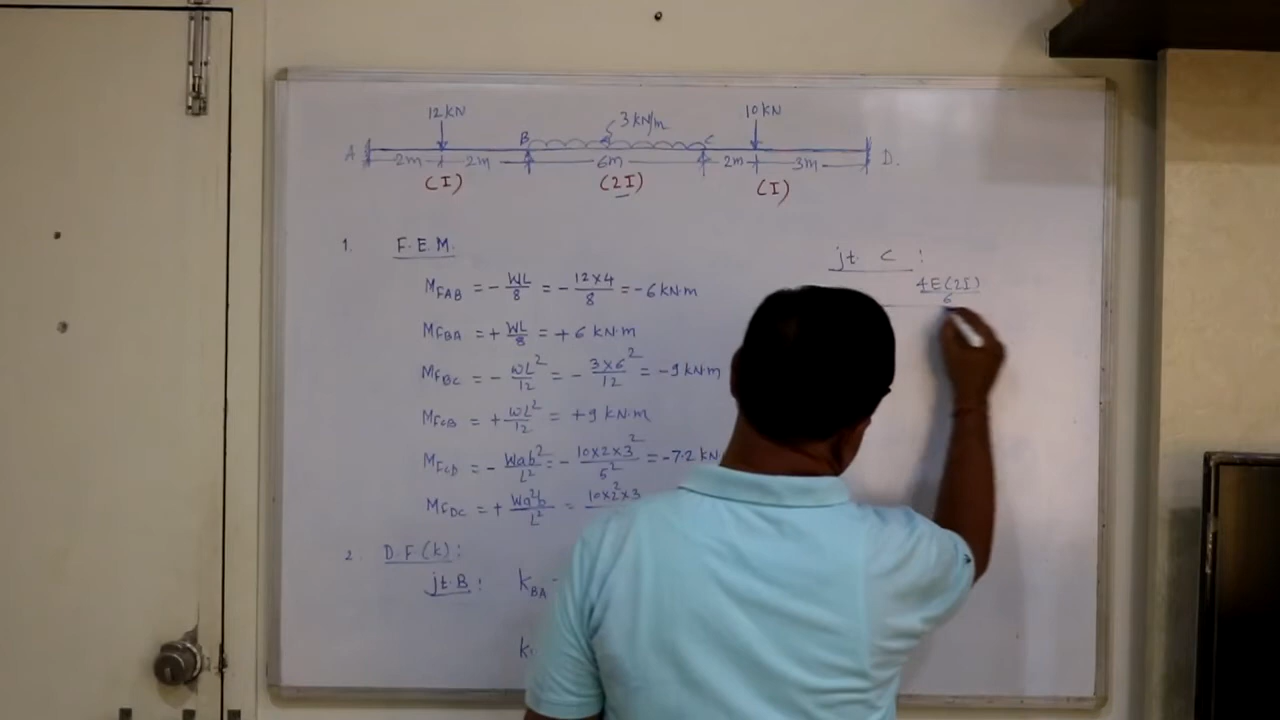 12 kN 3 kN/m 10 kN
A B C D.
2m 2m 6m 2m 3m
(I) (2I) (I)
1. F.E.M.
M_FAB = - WL/8 = - 12×4/8 = -6 kN·m
M_FBA = + WL/8 = + 6 kN·m
M_FBC = - wL²/12 = - 3×6²/12 = -9 kN·m
M_FCB = + wL²/12 = +9 kN·m
M_FCD = - Wab²/L² = - 10×2×3²/5² = -7.2 kN
M_FDC = + Wa²b/L² = 10×2²×3
2. D.F (k):
jt. B : k_BA
k
jt. C :
4E(2I)/6